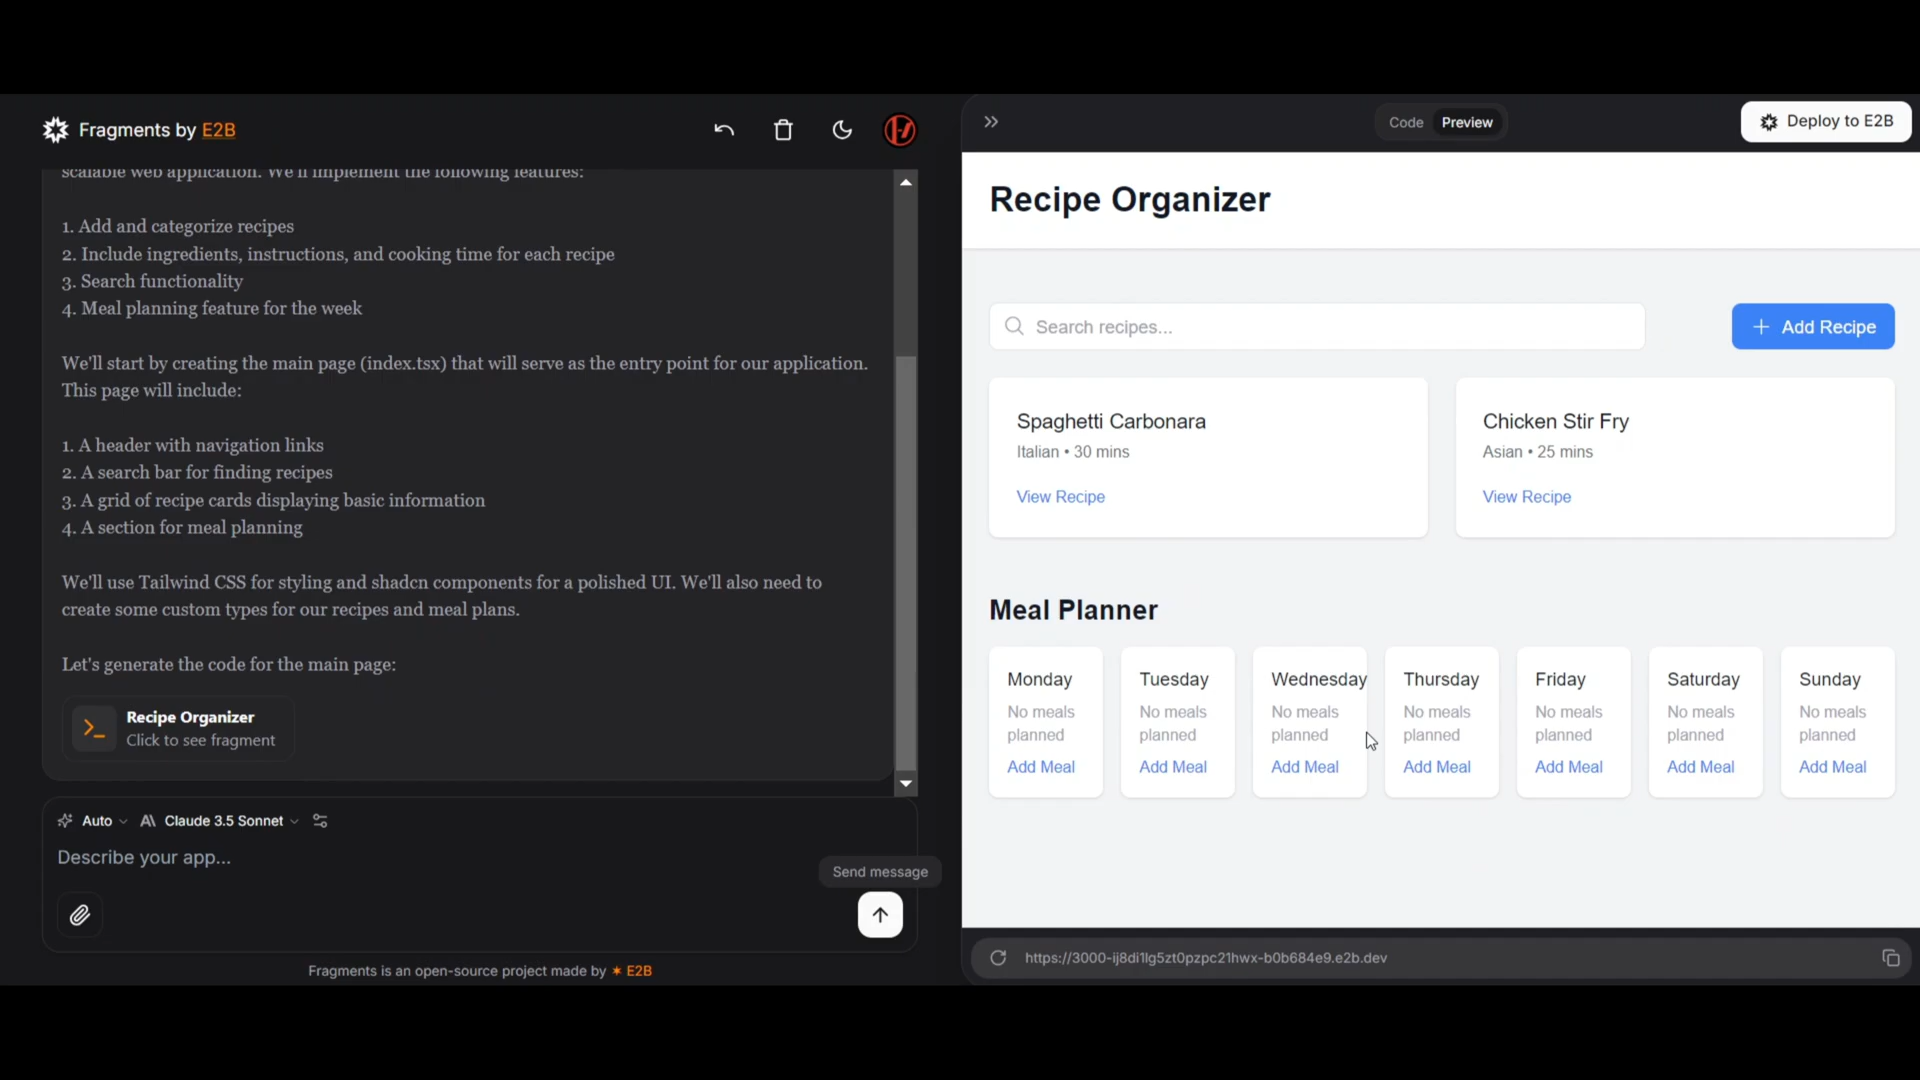 Fragments by E2B
scalable web application. We'll implement the following features:
1. Add and categorize recipes
2. Include ingredients, instructions, and cooking time for each recipe
3. Search functionality
4. Meal planning feature for the week
We'll start by creating the main page (index.tsx) that will serve as the entry point for our application.
This page will include:
1. A header with navigation links
2. A search bar for finding recipes
3. A grid of recipe cards displaying basic information
4. A section for meal planning
We'll use Tailwind CSS for styling and shadcn components for a polished UI. We'll also need to
create some custom types for our recipes and meal plans.
Let's generate the code for the main page:
Recipe Organizer
Click to see fragment
Auto Claude 3.5 Sonnet
Describe your app...
Send message
Fragments is an open-source project made by ✶ E2B
Code Preview
Deploy to E2B
Recipe Organizer
Search recipes...
+ Add Recipe
Spaghetti Carbonara
Italian • 30 mins
View Recipe
Chicken Stir Fry
Asian • 25 mins
View Recipe
Meal Planner
Monday
No meals
planned
Add Meal
Tuesday
No meals
planned
Add Meal
Wednesday
No meals
planned
Add Meal
Thursday
No meals
planned
Add Meal
Friday
No meals
planned
Add Meal
Saturday
No meals
planned
Add Meal
Sunday
No meals
planned
Add Meal
https://3000-ij8di1lg5zt0pzpc21hwx-b0b684e9.e2b.dev